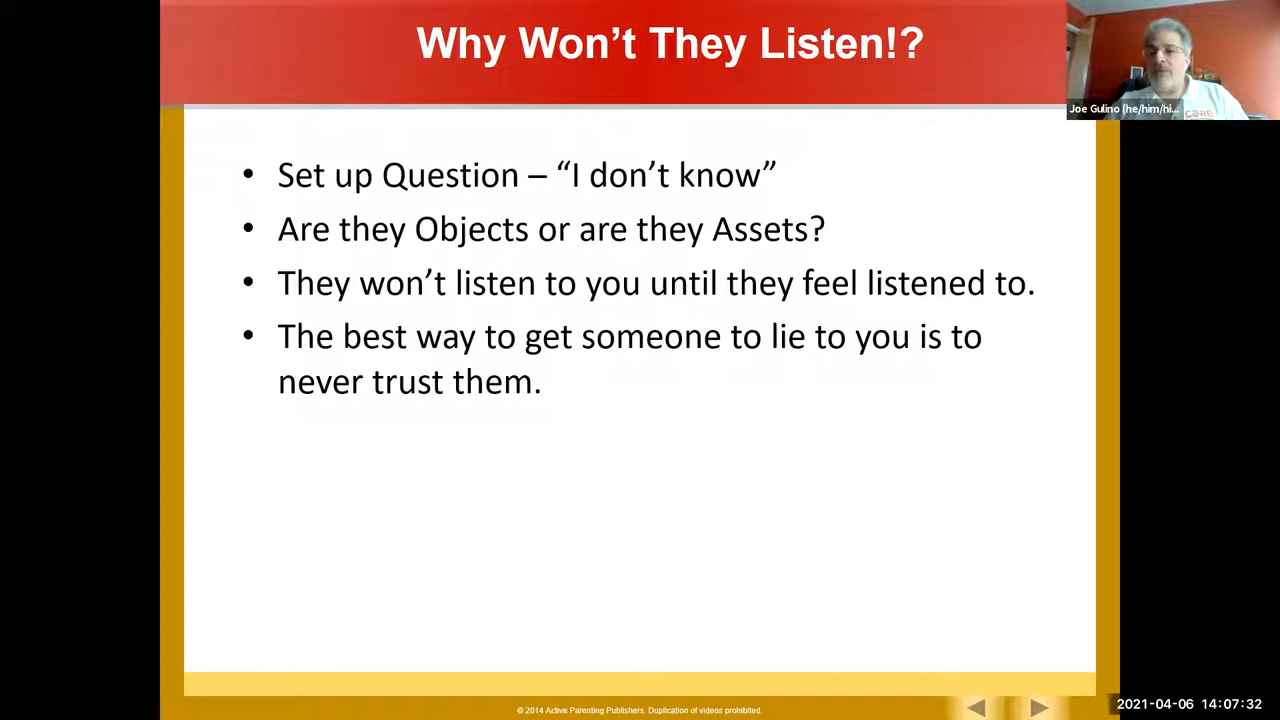 Why Won’t They Listen!?
Joe Gulino (he/him/hi...
CARE
• Set up Question – “I don’t know”
• Are they Objects or are they Assets?
• They won’t listen to you until they feel listened to.
• The best way to get someone to lie to you is to
never trust them.
© 2014 Active Parenting Publishers. Duplication of videos prohibited.
2021-04-06 14:07:32